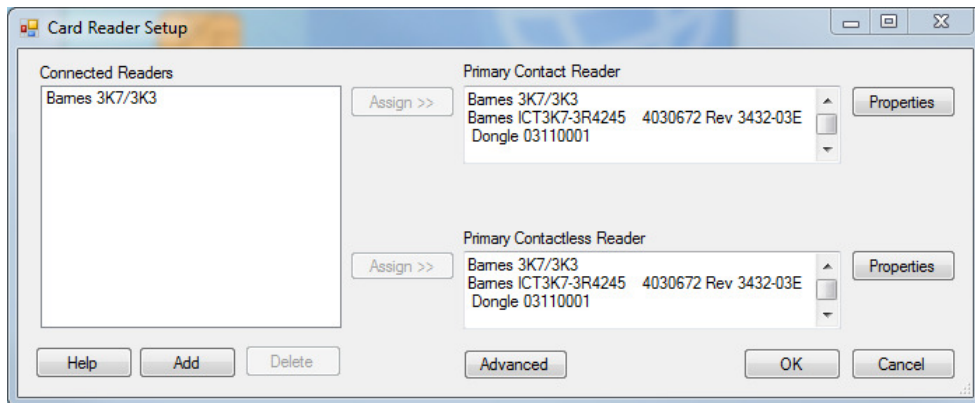 Card Reader Setup
Connected Readers
Barnes 3K7/3K3
Assign >>
Primary Contact Reader
Barnes 3K7/3K3
Barnes ICT3K7-3R4245 4030672 Rev 3432-03E
Dongle 03110001
Properties
Assign >>
Primary Contactless Reader
Barnes 3K7/3K3
Barnes ICT3K7-3R4245 4030672 Rev 3432-03E
Dongle 03110001
Properties
Help Add Delete Advanced OK Cancel